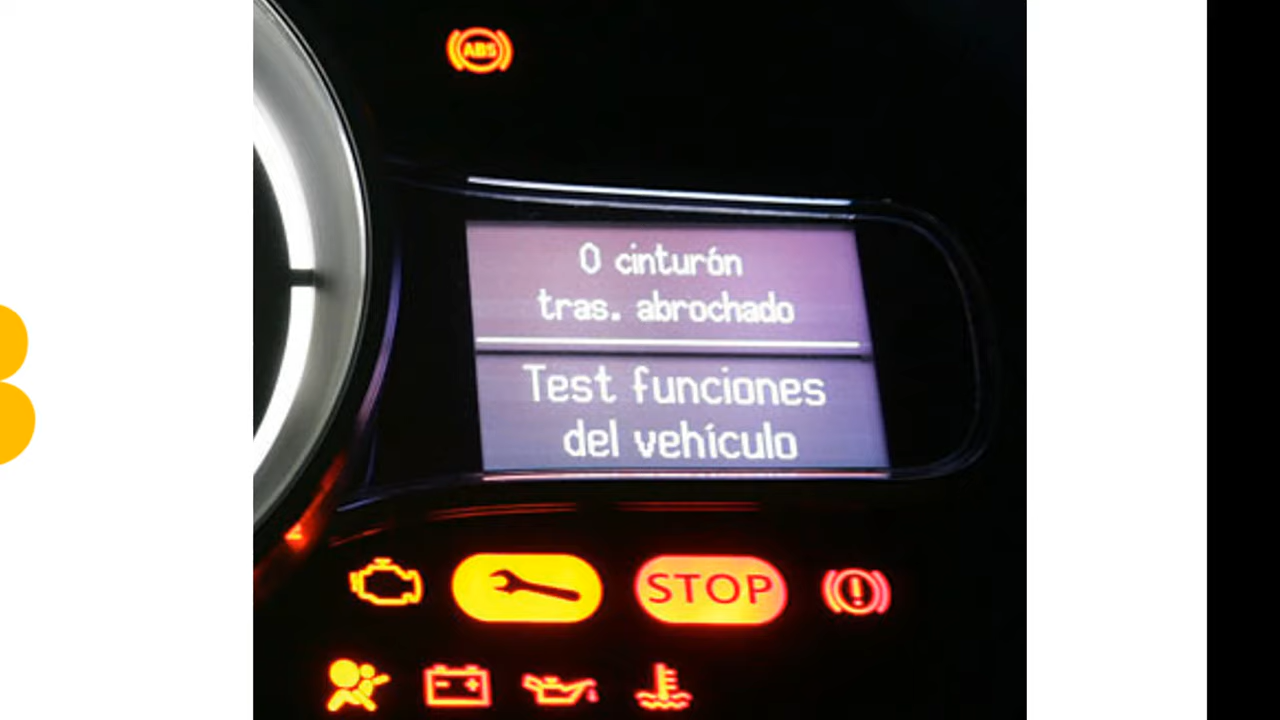 ABS
0 cinturón
tras. abrochado
Test funciones
del vehículo
STOP